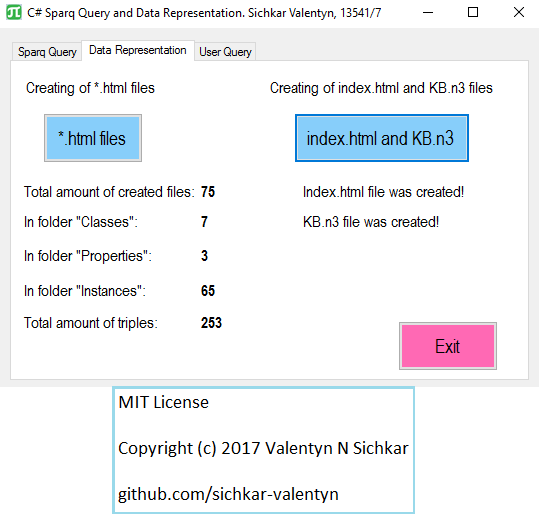 C# Sparq Query and Data Representation. Sichkar Valentyn, 13541/7
Sparq Query Data Representation User Query
Creating of *.html files Creating of index.html and KB.n3 files
*.html files index.html and KB.n3
Total amount of created files: 75 Index.html file was created!
In folder "Classes": 7 KB.n3 file was created!
In folder "Properties": 3
In folder "Instances": 65
Total amount of triples: 253
Exit
MIT License
Copyright (c) 2017 Valentyn N Sichkar
github.com/sichkar-valentyn